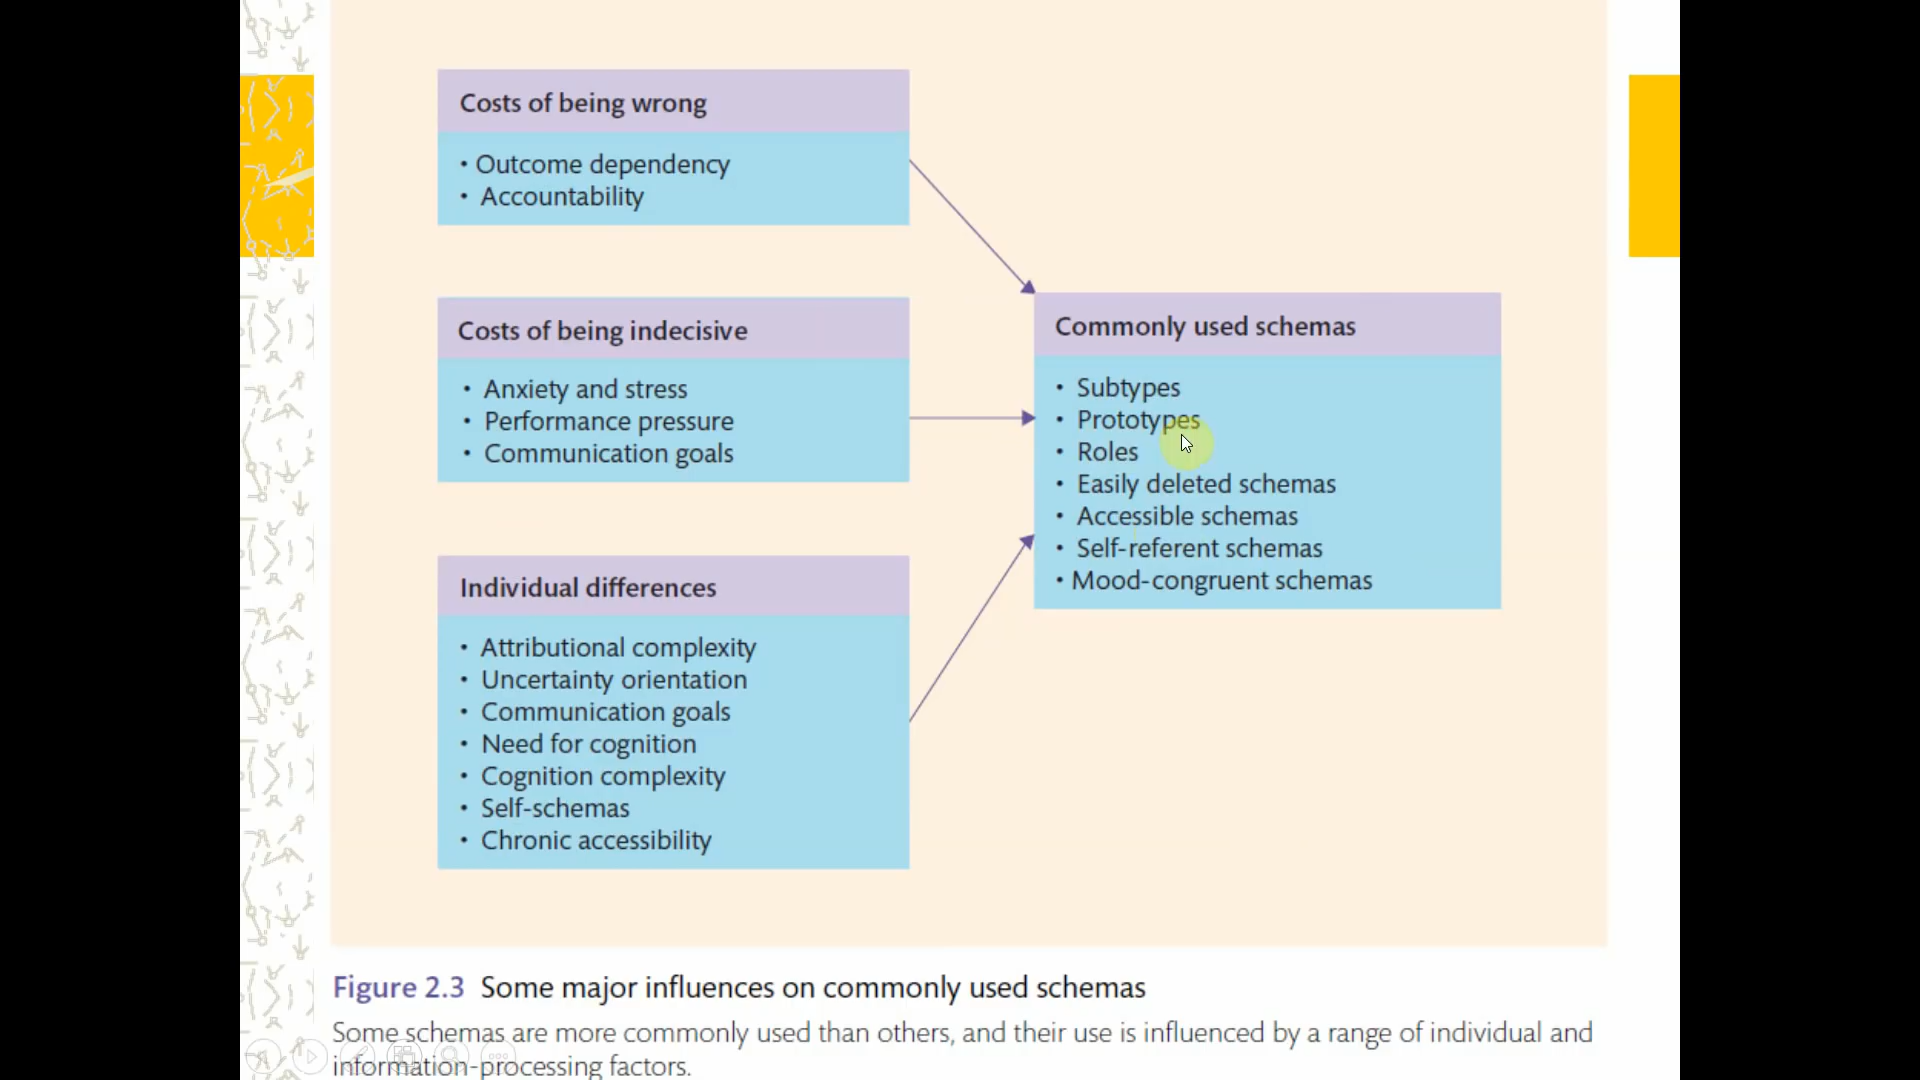 Costs of being wrong
• Outcome dependency
• Accountability
Costs of being indecisive
• Anxiety and stress
• Performance pressure
• Communication goals
Individual differences
• Attributional complexity
• Uncertainty orientation
• Communication goals
• Need for cognition
• Cognition complexity
• Self-schemas
• Chronic accessibility
Commonly used schemas
• Subtypes
• Prototypes
• Roles
• Easily deleted schemas
• Accessible schemas
• Self-referent schemas
• Mood-congruent schemas
Figure 2.3 Some major influences on commonly used schemas
Some schemas are more commonly used than others, and their use is influenced by a range of individual and
information-processing factors.